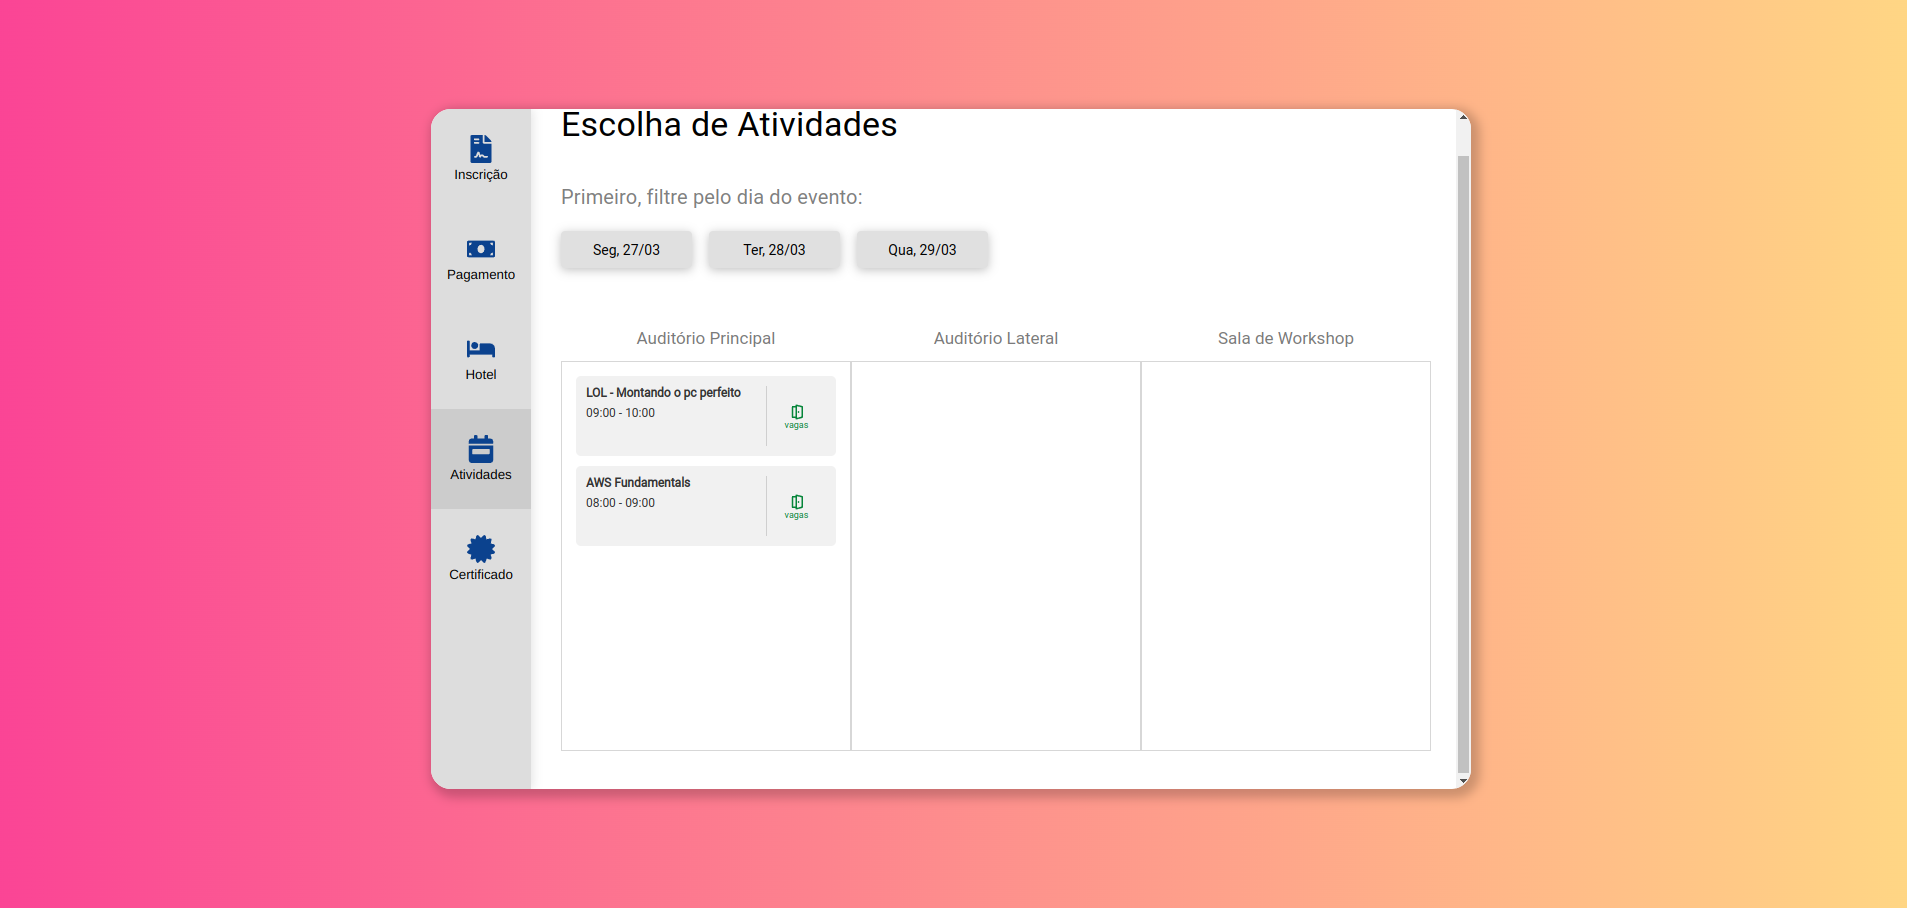 Inscrição
Pagamento
Hotel
Atividades
Certificado
Escolha de Atividades
Primeiro, filtre pelo dia do evento:
Seg, 27/03
Ter, 28/03
Qua, 29/03
Auditório Principal
Auditório Lateral
Sala de Workshop
LOL - Montando o pc perfeito
09:00 - 10:00
vagas
AWS Fundamentals
08:00 - 09:00
vagas